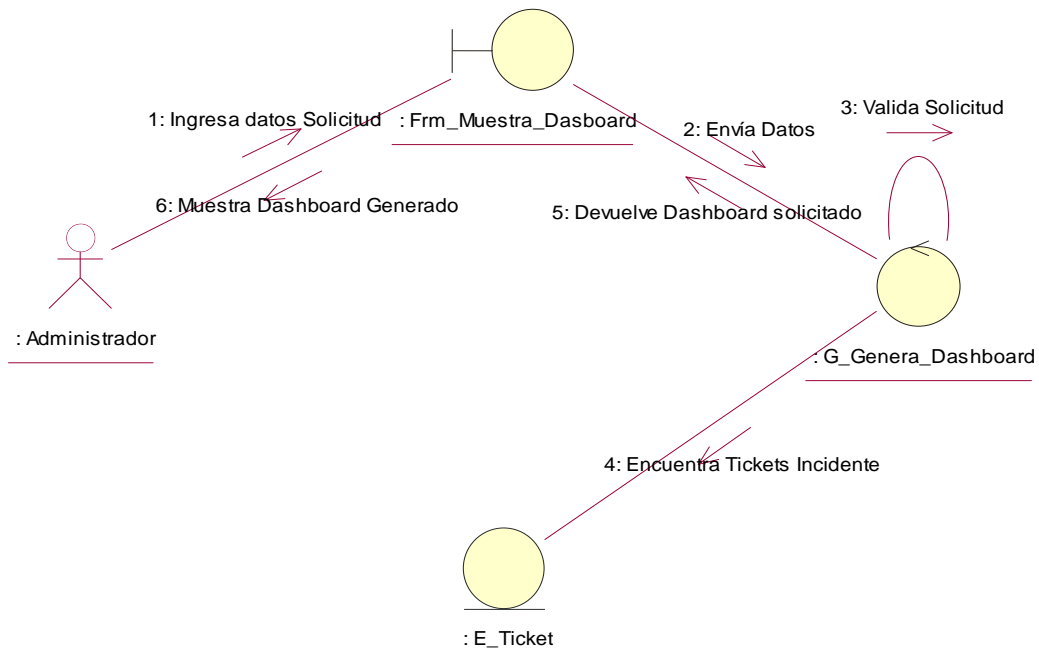 3: Valida Solicitud
1: Ingresa datos Solicitud
: Frm_Muestra_Dasboard
2: Envía Datos
6: Muestra Dashboard Generado
5: Devuelve Dashboard solicitado
: Administrador
: G_Genera_Dashboard
4: Encuentra Tickets Incidente
: E_Ticket